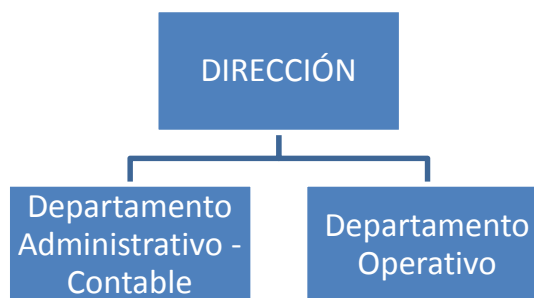 DIRECCIÓN
Departamento
Administrativo -
Contable
Departamento
Operativo